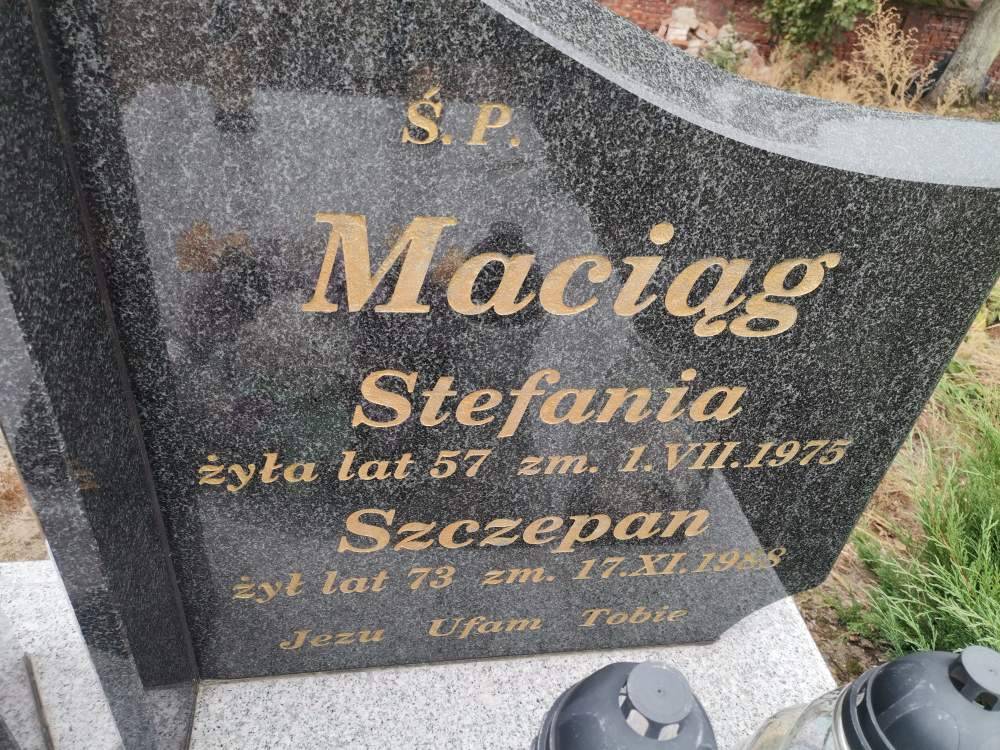 Ś. P.
Maciąg
Stefania
żyła lat 57 zm. 1.VII.1975
Szczepan
żył lat 73 zm. 17.XI.1988
Jezu Ufam Tobie